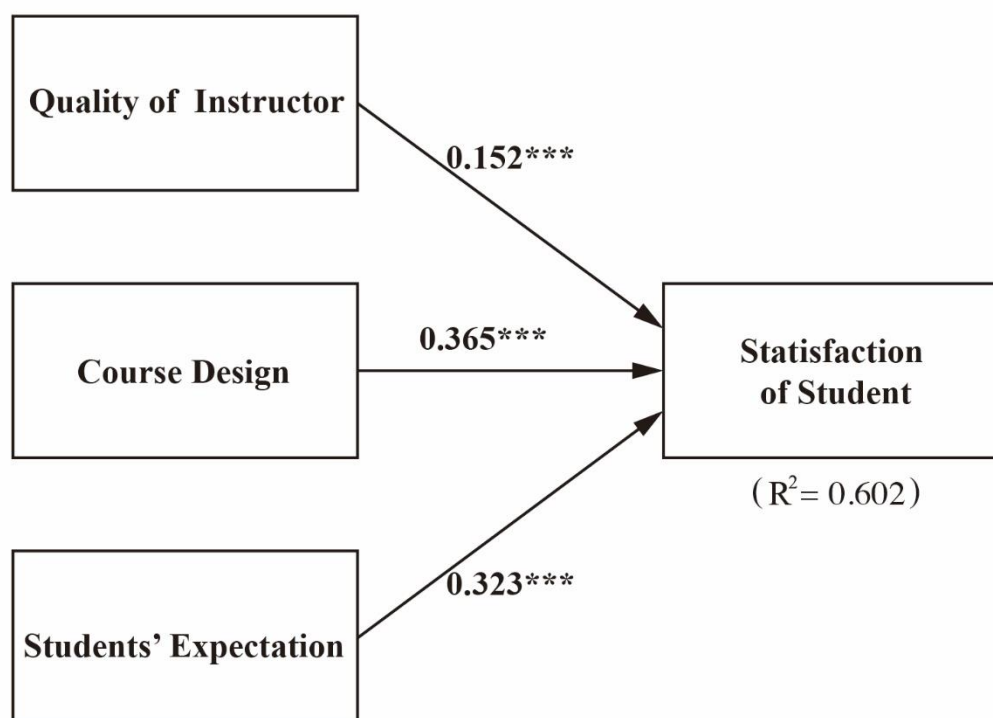 Quality of Instructor
0.152***
Course Design
0.365***
Statisfaction
of Student
(R²= 0.602)
Students’ Expectation
0.323***